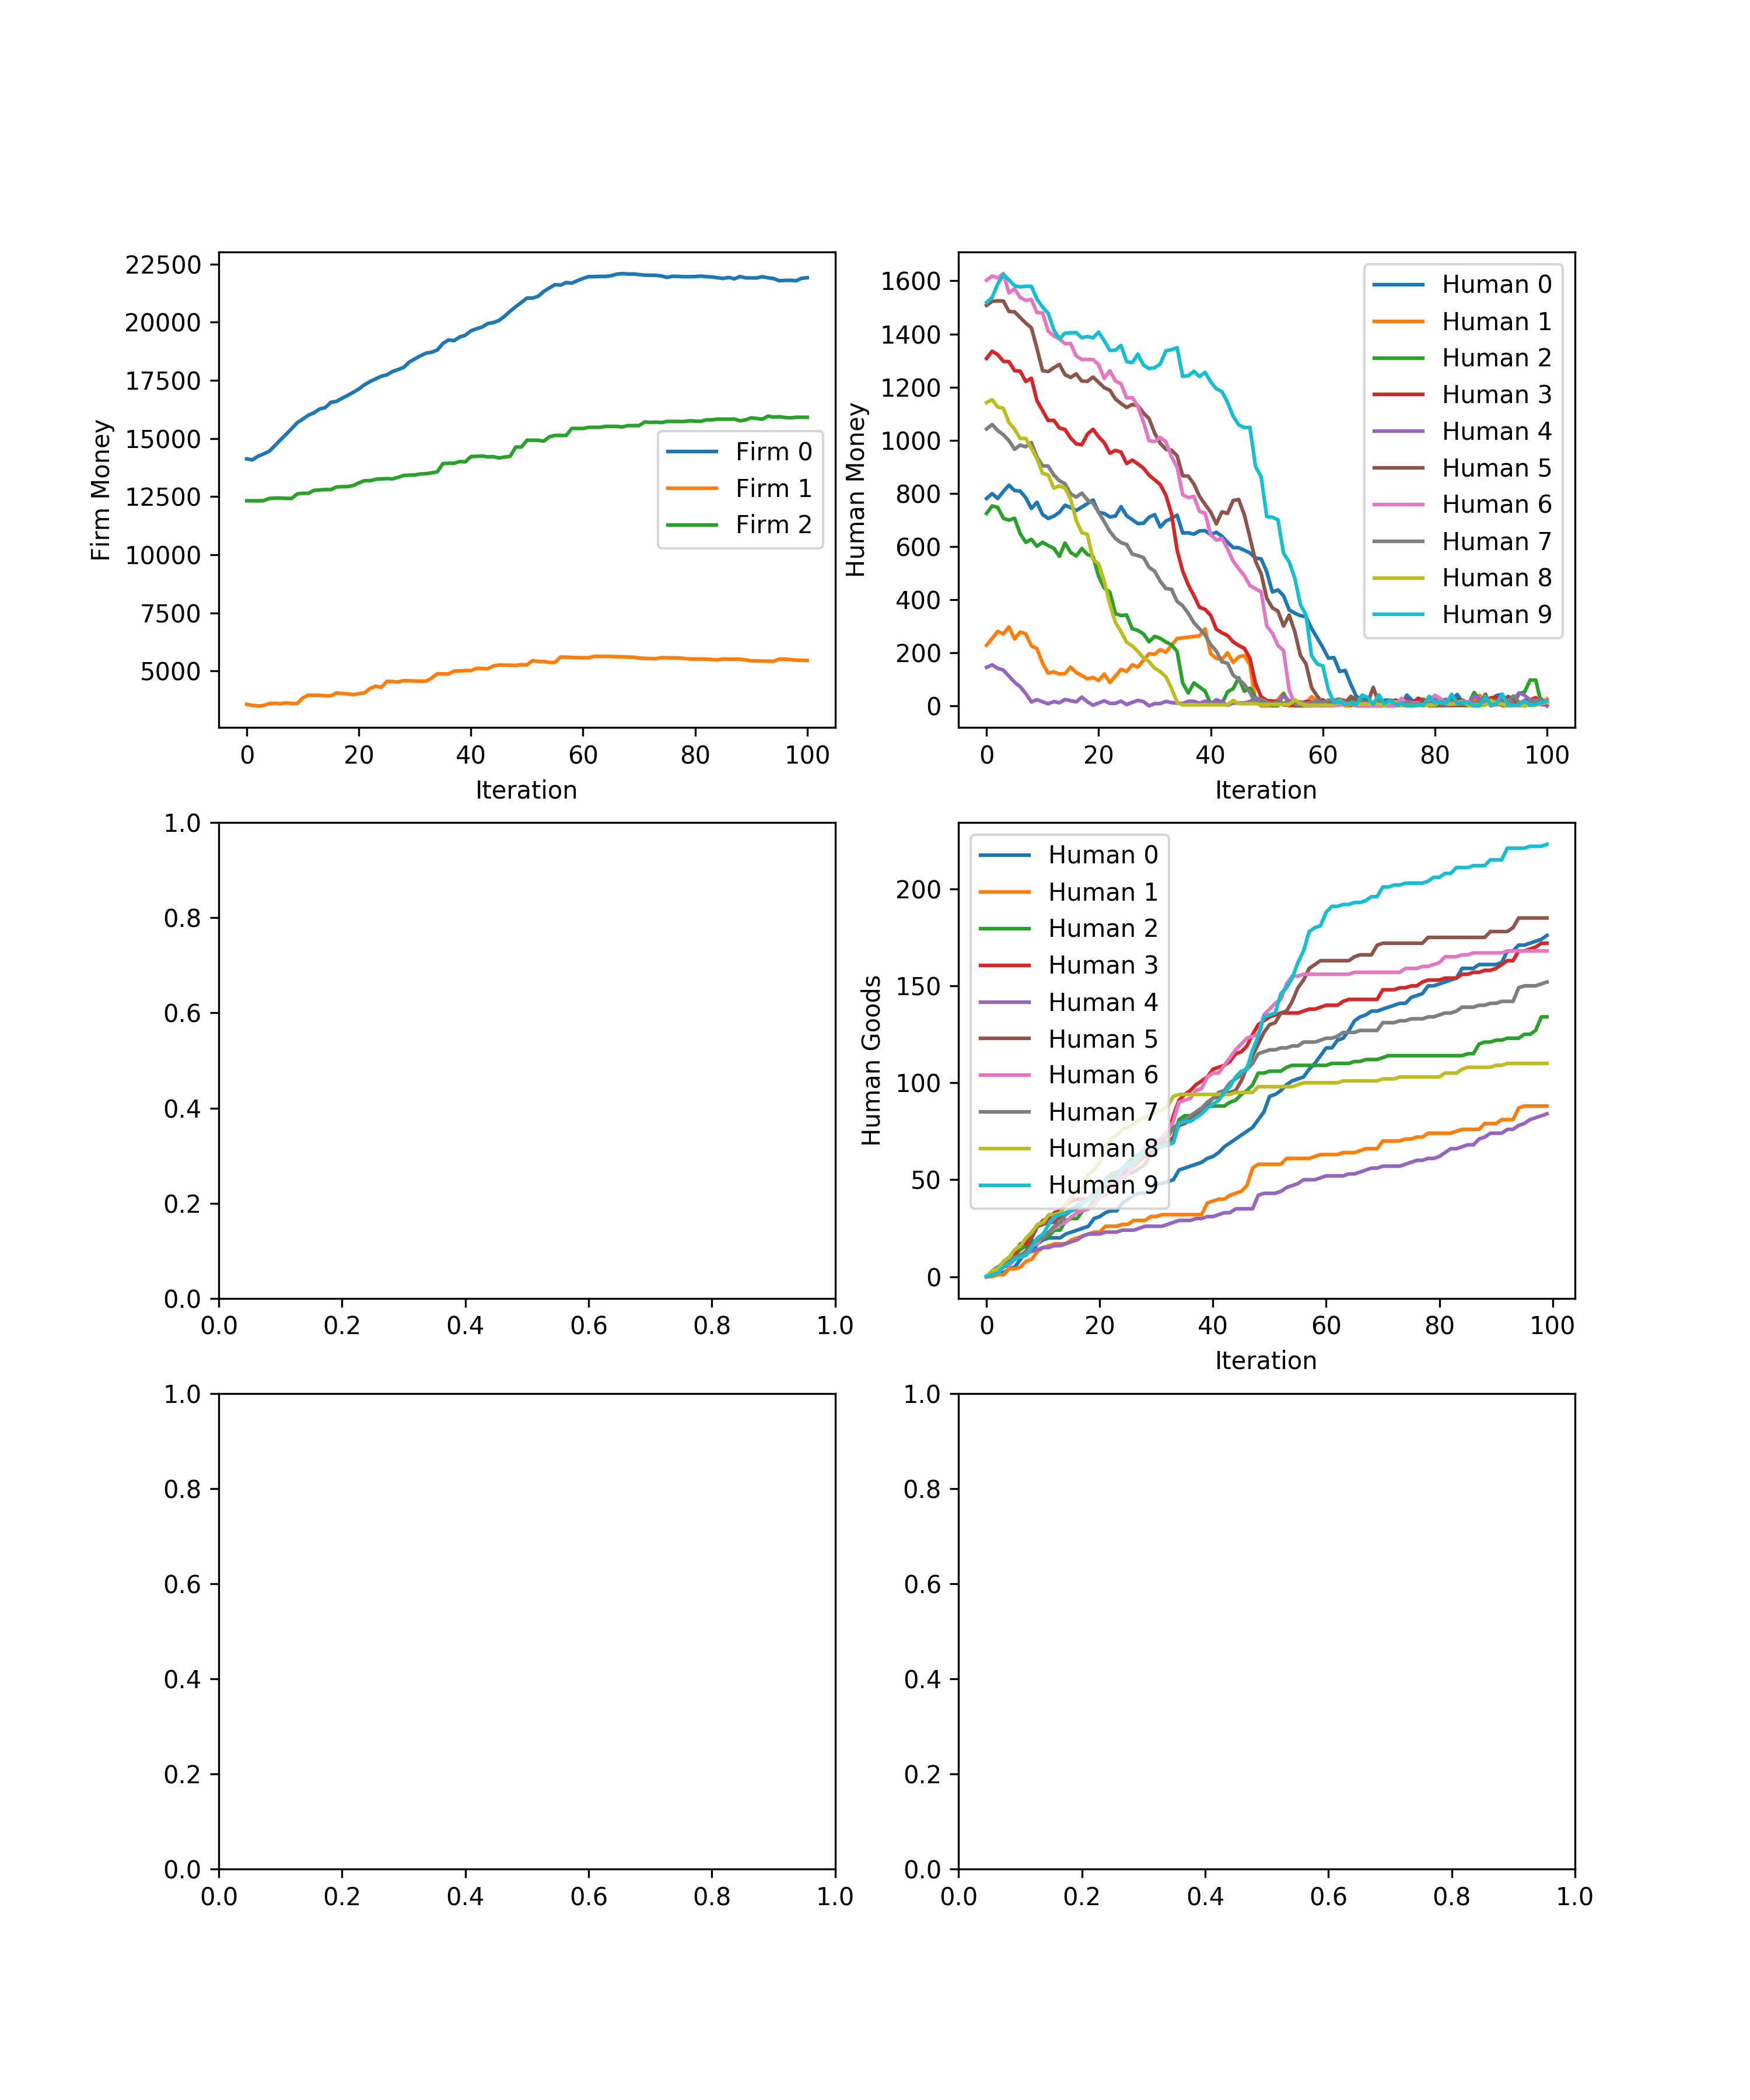 22500
20000
17500
15000
12500
10000
7500
5000
Firm Money
Firm 0
Firm 1
Firm 2
0 20 40 60 80 100
Iteration
1600
1400
1200
1000
800
600
400
200
0
Human Money
Human 0
Human 1
Human 2
Human 3
Human 4
Human 5
Human 6
Human 7
Human 8
Human 9
0 20 40 60 80 100
Iteration
1.0
0.8
0.6
0.4
0.2
0.0
0.0 0.2 0.4 0.6 0.8 1.0
200
150
100
50
0
Human Goods
Human 0
Human 1
Human 2
Human 3
Human 4
Human 5
Human 6
Human 7
Human 8
Human 9
0 20 40 60 80 100
Iteration
1.0
0.8
0.6
0.4
0.2
0.0
0.0 0.2 0.4 0.6 0.8 1.0
1.0
0.8
0.6
0.4
0.2
0.0
0.0 0.2 0.4 0.6 0.8 1.0